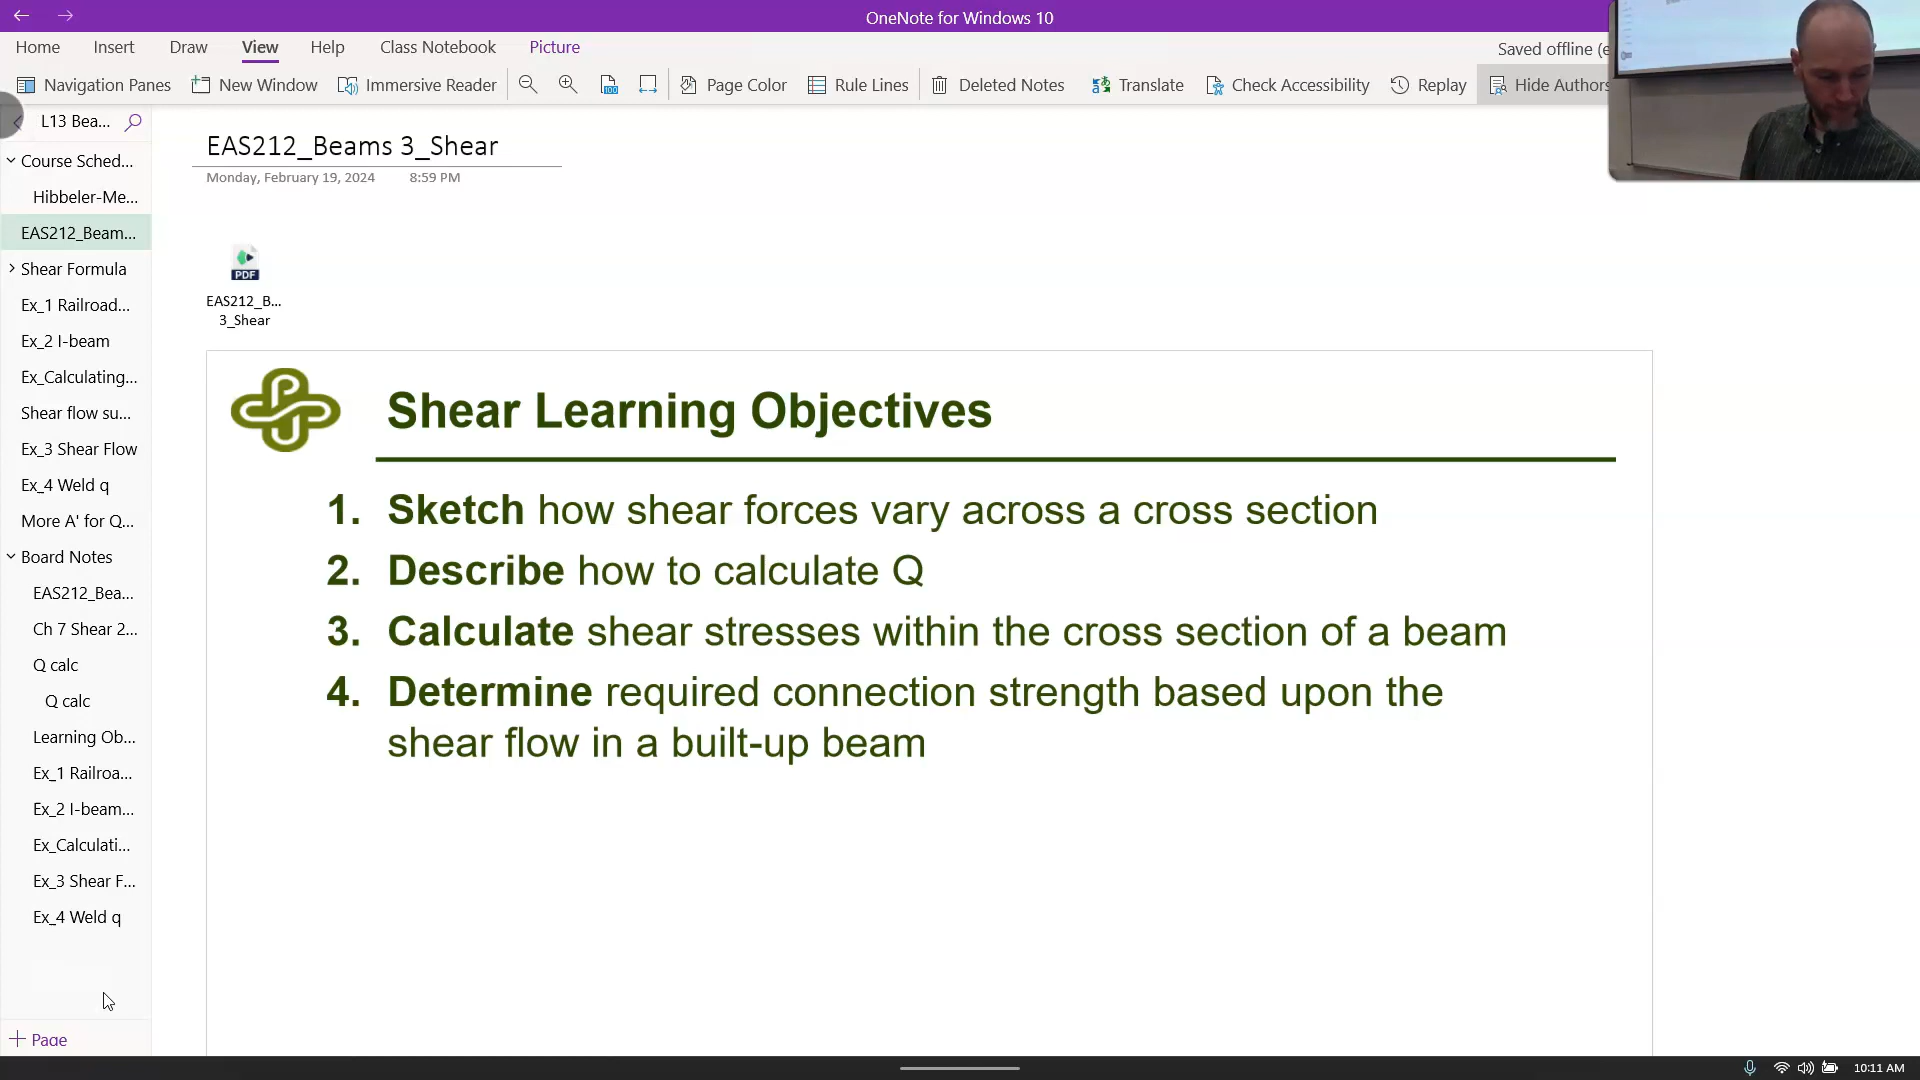 OneNote for Windows 10
Home Insert Draw View Help Class Notebook Picture
Saved offline (e
Navigation Panes New Window Immersive Reader Page Color Rule Lines Deleted Notes Translate Check Accessibility Replay Hide Authors
L13 Bea...
Course Sched...
Hibbeler-Me...
EAS212_Beam...
Shear Formula
Ex_1 Railroad...
Ex_2 I-beam
Ex_Calculating...
Shear flow su...
Ex_3 Shear Flow
Ex_4 Weld q
More A' for Q...
Board Notes
EAS212_Bea...
Ch 7 Shear 2...
Q calc
Q calc
Learning Ob...
Ex_1 Railroa...
Ex_2 I-beam...
Ex_Calculati...
Ex_3 Shear F...
Ex_4 Weld q
Page
EAS212_Beams 3_Shear
Monday, February 19, 2024 8:59 PM
PDF
EAS212_B...
3_Shear
PSU
Shear Learning Objectives
1. Sketch how shear forces vary across a cross section
2. Describe how to calculate Q
3. Calculate shear stresses within the cross section of a beam
4. Determine required connection strength based upon the
shear flow in a built-up beam
10:11 AM